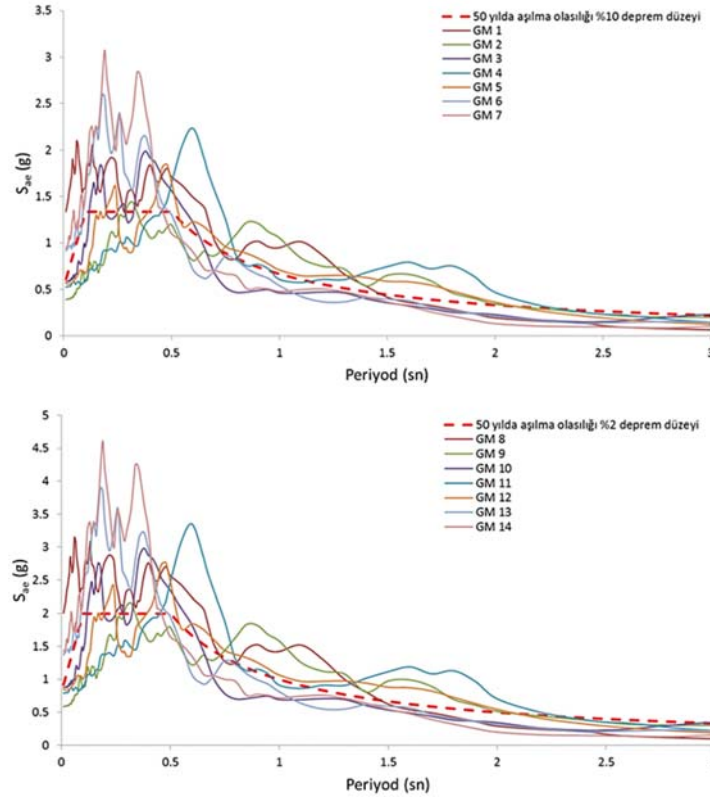 3.5
3
2.5
2
1.5
1
0.5
0
Sae (g)
50 yılda aşılma olasılığı %10 deprem düzeyi
GM 1
GM 2
GM 3
GM 4
GM 5
GM 6
GM 7
0 0.5 1 1.5 2 2.5 3
Periyod (sn)
5
4.5
4
3.5
3
2.5
2
1.5
1
0.5
0
Sae (g)
50 yılda aşılma olasılığı %2 deprem düzeyi
GM 8
GM 9
GM 10
GM 11
GM 12
GM 13
GM 14
0 0.5 1 1.5 2 2.5 3
Periyod (sn)